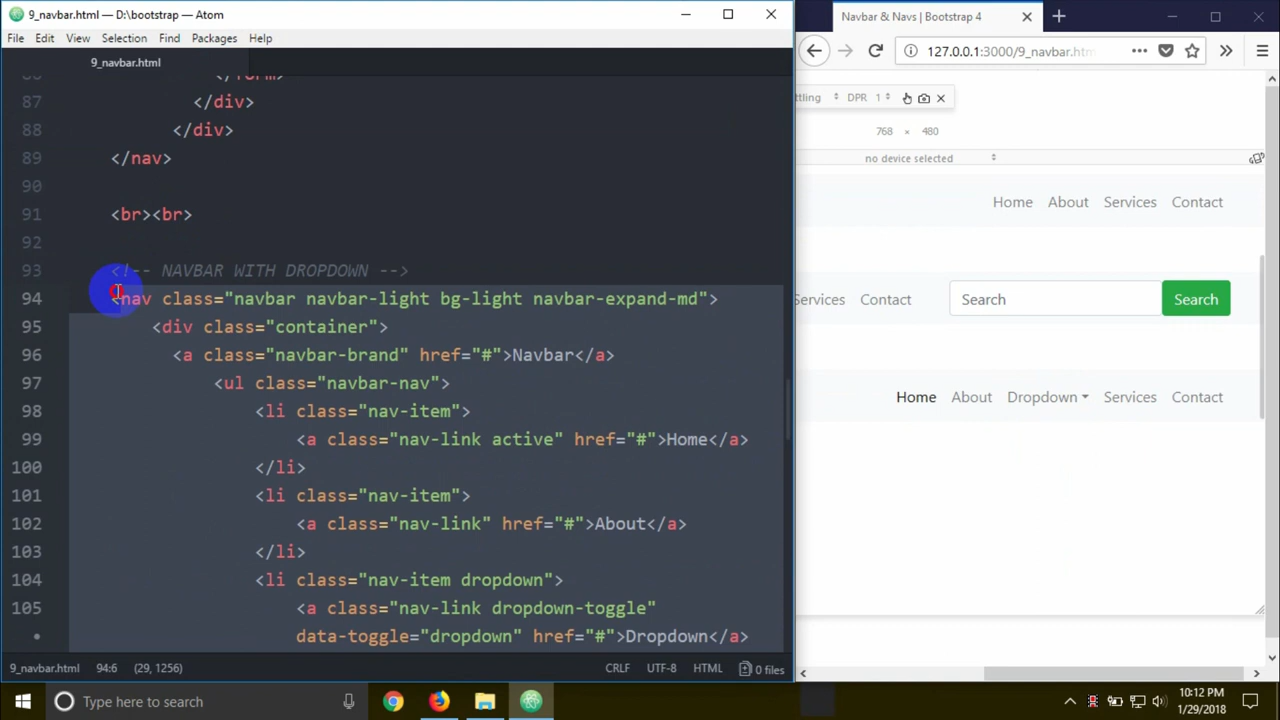 9_navbar.html — D:\bootstrap — Atom
File Edit View Selection Find Packages Help
9_navbar.html
86 </form>
87 </div>
88 </div>
89 </nav>
90
91 <br><br>
92
93 <!-- NAVBAR WITH DROPDOWN -->
94 <nav class="navbar navbar-light bg-light navbar-expand-md">
95 <div class="container">
96 <a class="navbar-brand" href="#">Navbar</a>
97 <ul class="navbar-nav">
98 <li class="nav-item">
99 <a class="nav-link active" href="#">Home</a>
100 </li>
101 <li class="nav-item">
102 <a class="nav-link" href="#">About</a>
103 </li>
104 <li class="nav-item dropdown">
105 <a class="nav-link dropdown-toggle"
• data-toggle="dropdown" href="#">Dropdown</a>
9_navbar.html 94:6 (29, 1256) CRLF UTF-8 HTML 0 files
Navbar & Navs | Bootstrap 4
127.0.0.1:3000/9_navbar.htm
ttling DPR 1
768 × 480
no device selected
Home About Services Contact
Services Contact Search Search
Home About Dropdown Services Contact
Type here to search
10:12 PM
1/29/2018